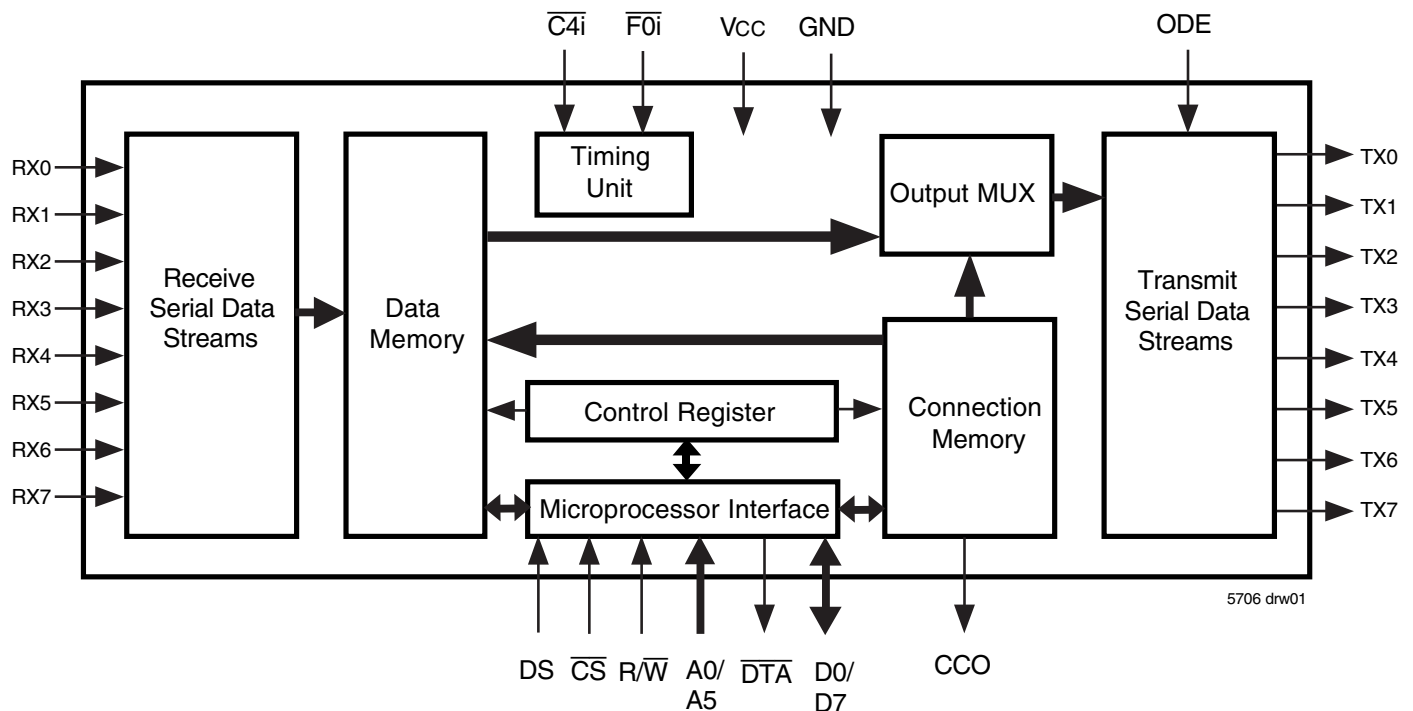 C4i F0i VCC GND ODE
RX0
RX1
RX2
RX3
RX4
RX5
RX6
RX7
Receive
Serial Data
Streams
Data
Memory
Timing
Unit
Output MUX
Control Register
Microprocessor Interface
Connection
Memory
Transmit
Serial Data
Streams
TX0
TX1
TX2
TX3
TX4
TX5
TX6
TX7
5706 drw01
DS CS R/W A0/
A5 DTA D0/
D7 CCO